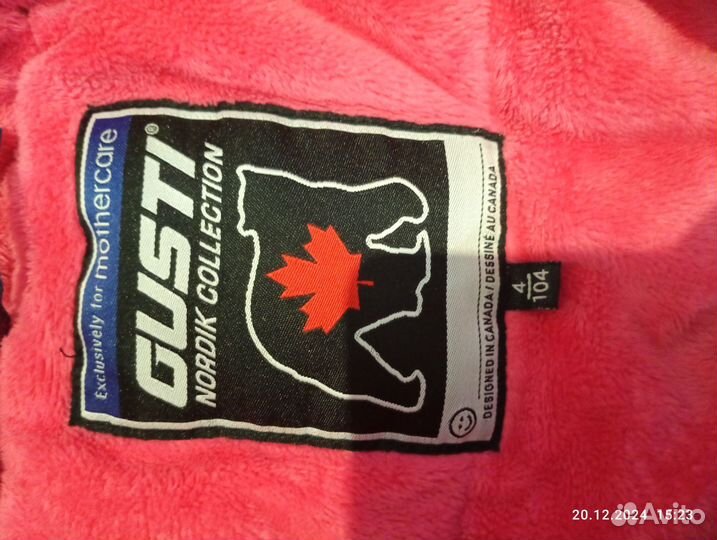 Exclusively for mothercare
GUSTI®
NORDIK COLLECTION
DESIGNED IN CANADA / DESSINÉ AU CANADA
4
104
20.12.2024 15:23
Avito